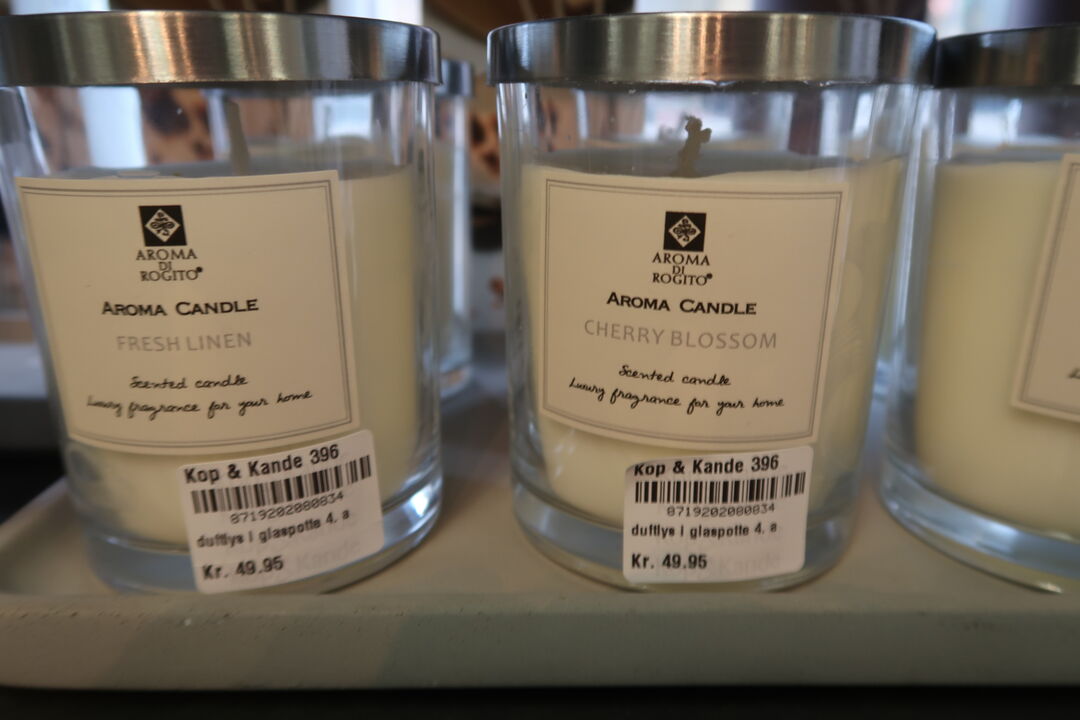 AROMA
DI
ROGITO®
AROMA CANDLE
FRESH LINEN
Scented candle
Luxury fragrance for your home
Kop & Kande 396
8719202080834
duftlys i glaspotte 4. a
Kr. 49.95
AROMA
DI
ROGITO®
AROMA CANDLE
CHERRY BLOSSOM
Scented candle
Luxury fragrance for your home
Kop & Kande 396
8719202080834
duftlys i glaspotte 4. a
Kr. 49.95